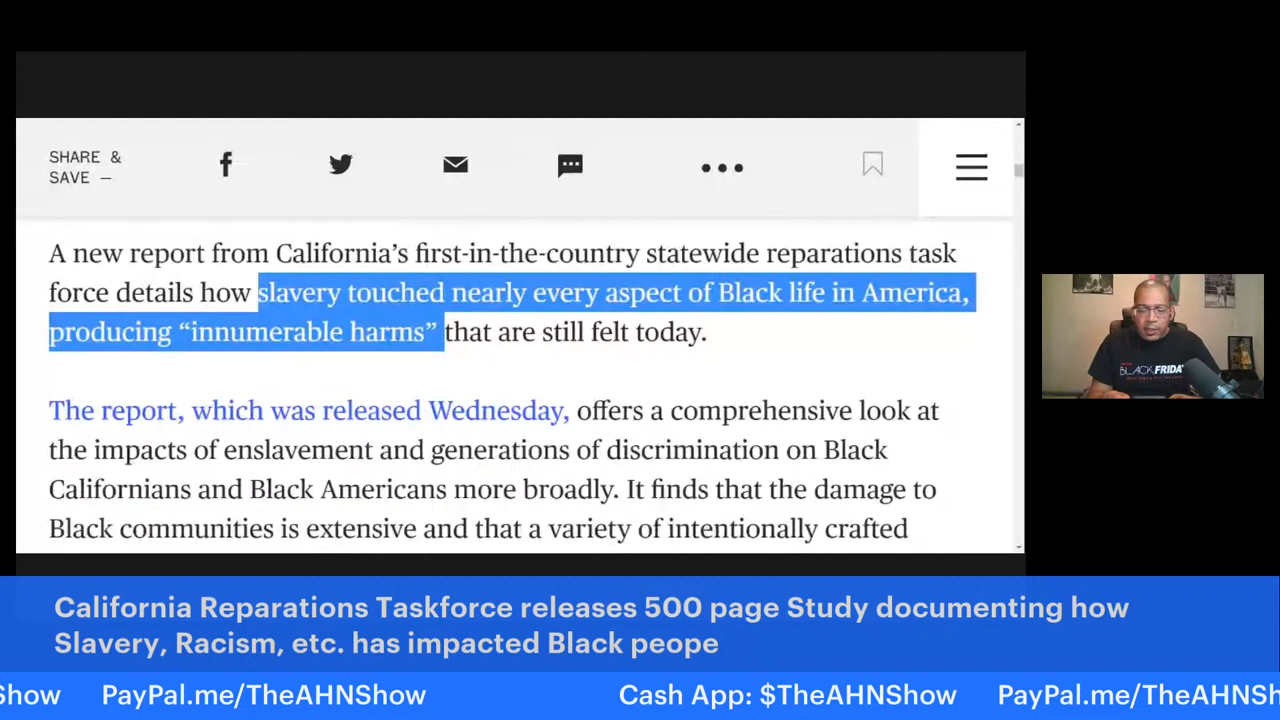 SHARE &
SAVE —
A new report from California’s first-in-the-country statewide reparations task
force details how slavery touched nearly every aspect of Black life in America,
producing “innumerable harms” that are still felt today.
The report, which was released Wednesday, offers a comprehensive look at
the impacts of enslavement and generations of discrimination on Black
Californians and Black Americans more broadly. It finds that the damage to
Black communities is extensive and that a variety of intentionally crafted
BLACK FRIDA
California Reparations Taskforce releases 500 page Study documenting how
Slavery, Racism, etc. has impacted Black peope
Show PayPal.me/TheAHNShow Cash App: $TheAHNShow PayPal.me/TheAHNSh